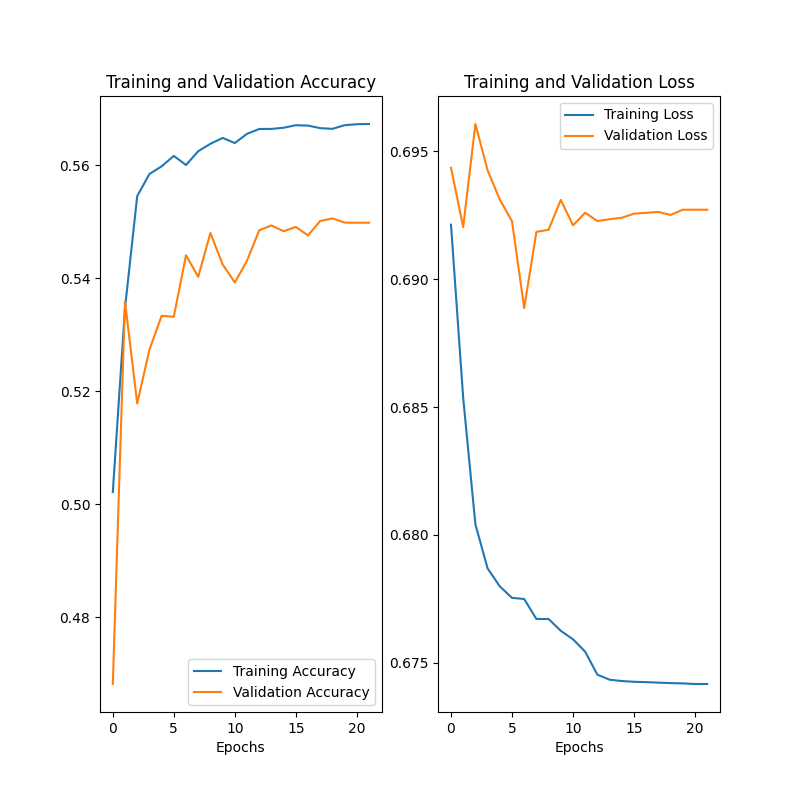 Training and Validation Accuracy
0.56
0.54
0.52
0.50
0.48
Training Accuracy
Validation Accuracy
0 5 10 15 20
Epochs
Training and Validation Loss
Training Loss
Validation Loss
0.695
0.690
0.685
0.680
0.675
0 5 10 15 20
Epochs